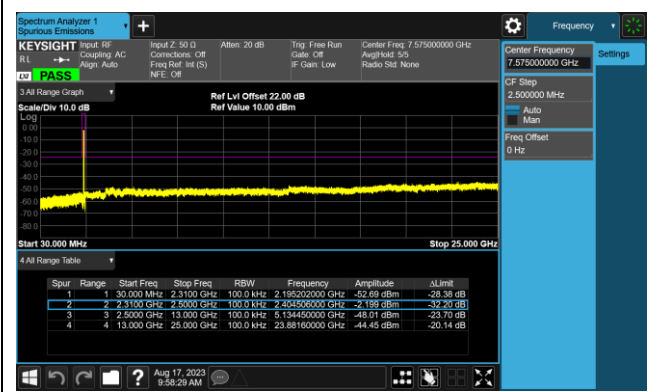 Spectrum Analyzer 1
Spurious Emissions
Frequency
KEYSIGHT Input: RF Input Z: 50 Ω Atten: 20 dB Trig: Free Run Center Freq: 7.575000000 GHz
RL Coupling: AC Corrections: Off Gate: Off Avg|Hold: 5/5
Align: Auto Freq Ref: Int (S) IF Gain: Low Radio Std: None
NFE: Off
LXI PASS
Center Frequency
7.575000000 GHz
Settings
CF Step
2.500000 MHz
Auto
Man
Freq Offset
0 Hz
3 All Range Graph
Ref Lvl Offset 22.00 dB
Scale/Div 10.0 dB Ref Value 10.00 dBm
Log
0.00
-10.0
-20.0
-30.0
-40.0
-50.0
-60.0
-70.0
-80.0
Start 30.000 MHz Stop 25.000 GHz
4 All Range Table
Spur Range Start Freq Stop Freq RBW Frequency Amplitude ΔLimit
1 1 30.000 MHz 2.3100 GHz 100.0 kHz 2.195202000 GHz -52.69 dBm -28.38 dB
2 2 2.3100 GHz 2.5000 GHz 100.0 kHz 2.404506000 GHz -2.199 dBm -32.20 dB
3 3 2.5000 GHz 13.000 GHz 100.0 kHz 5.134450000 GHz -48.01 dBm -23.70 dB
4 4 13.000 GHz 25.000 GHz 100.0 kHz 23.88160000 GHz -44.45 dBm -20.14 dB
Aug 17, 2023
9:58:29 AM